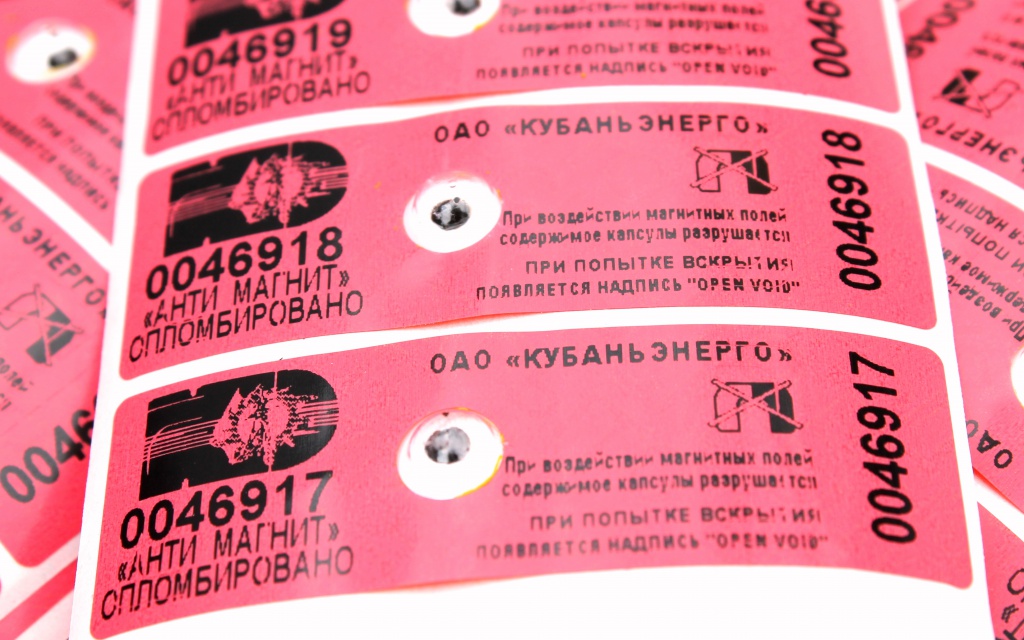 0046919
«АНТИ МАГНИТ»
СПЛОМБИРОВАНО
При воздействии магнитных полей
содержимое капсулы разрушается
ПРИ ПОПЫТКЕ ВСКРЫТИЯ
ПОЯВЛЯЕТСЯ НАДПИСЬ "OPEN VOID"
0046
ОАО «КУБАНЬЭНЕРГО»
0046918
«АНТИ МАГНИТ»
СПЛОМБИРОВАНО
При воздействии магнитных полей
содержимое капсулы разрушается
ПРИ ПОПЫТКЕ ВСКРЫТИЯ
ПОЯВЛЯЕТСЯ НАДПИСЬ "OPEN VOID"
0046918
ОАО «КУБАНЬЭНЕРГО»
0046917
«АНТИ МАГНИТ»
СПЛОМБИРОВАНО
При воздействии магнитных полей
содержимое капсулы разрушается
ПРИ ПОПЫТКЕ ВСКРЫТИЯ
ПОЯВЛЯЕТСЯ НАДПИСЬ "OPEN VOID"
0046917